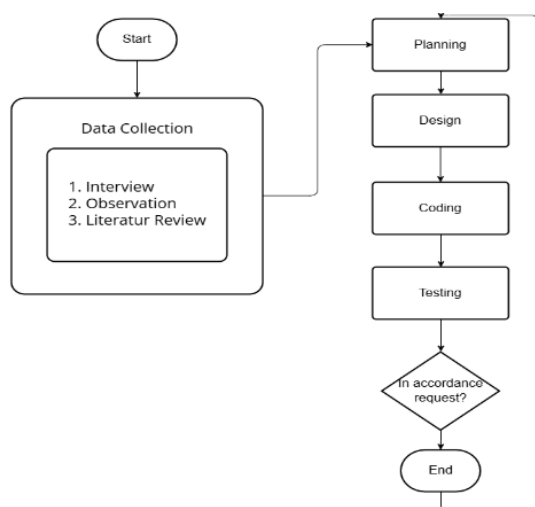 Start
Data Collection
1. Interview
2. Observation
3. Literatur Review
Planning
Design
Coding
Testing
In accordance
request?
End